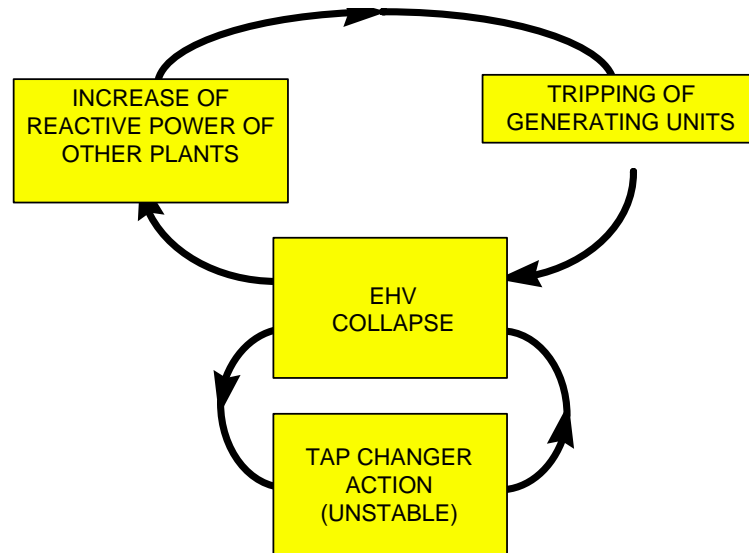 INCREASE OF
REACTIVE POWER OF
OTHER PLANTS
TRIPPING OF
GENERATING UNITS
EHV
COLLAPSE
TAP CHANGER
ACTION
(UNSTABLE)